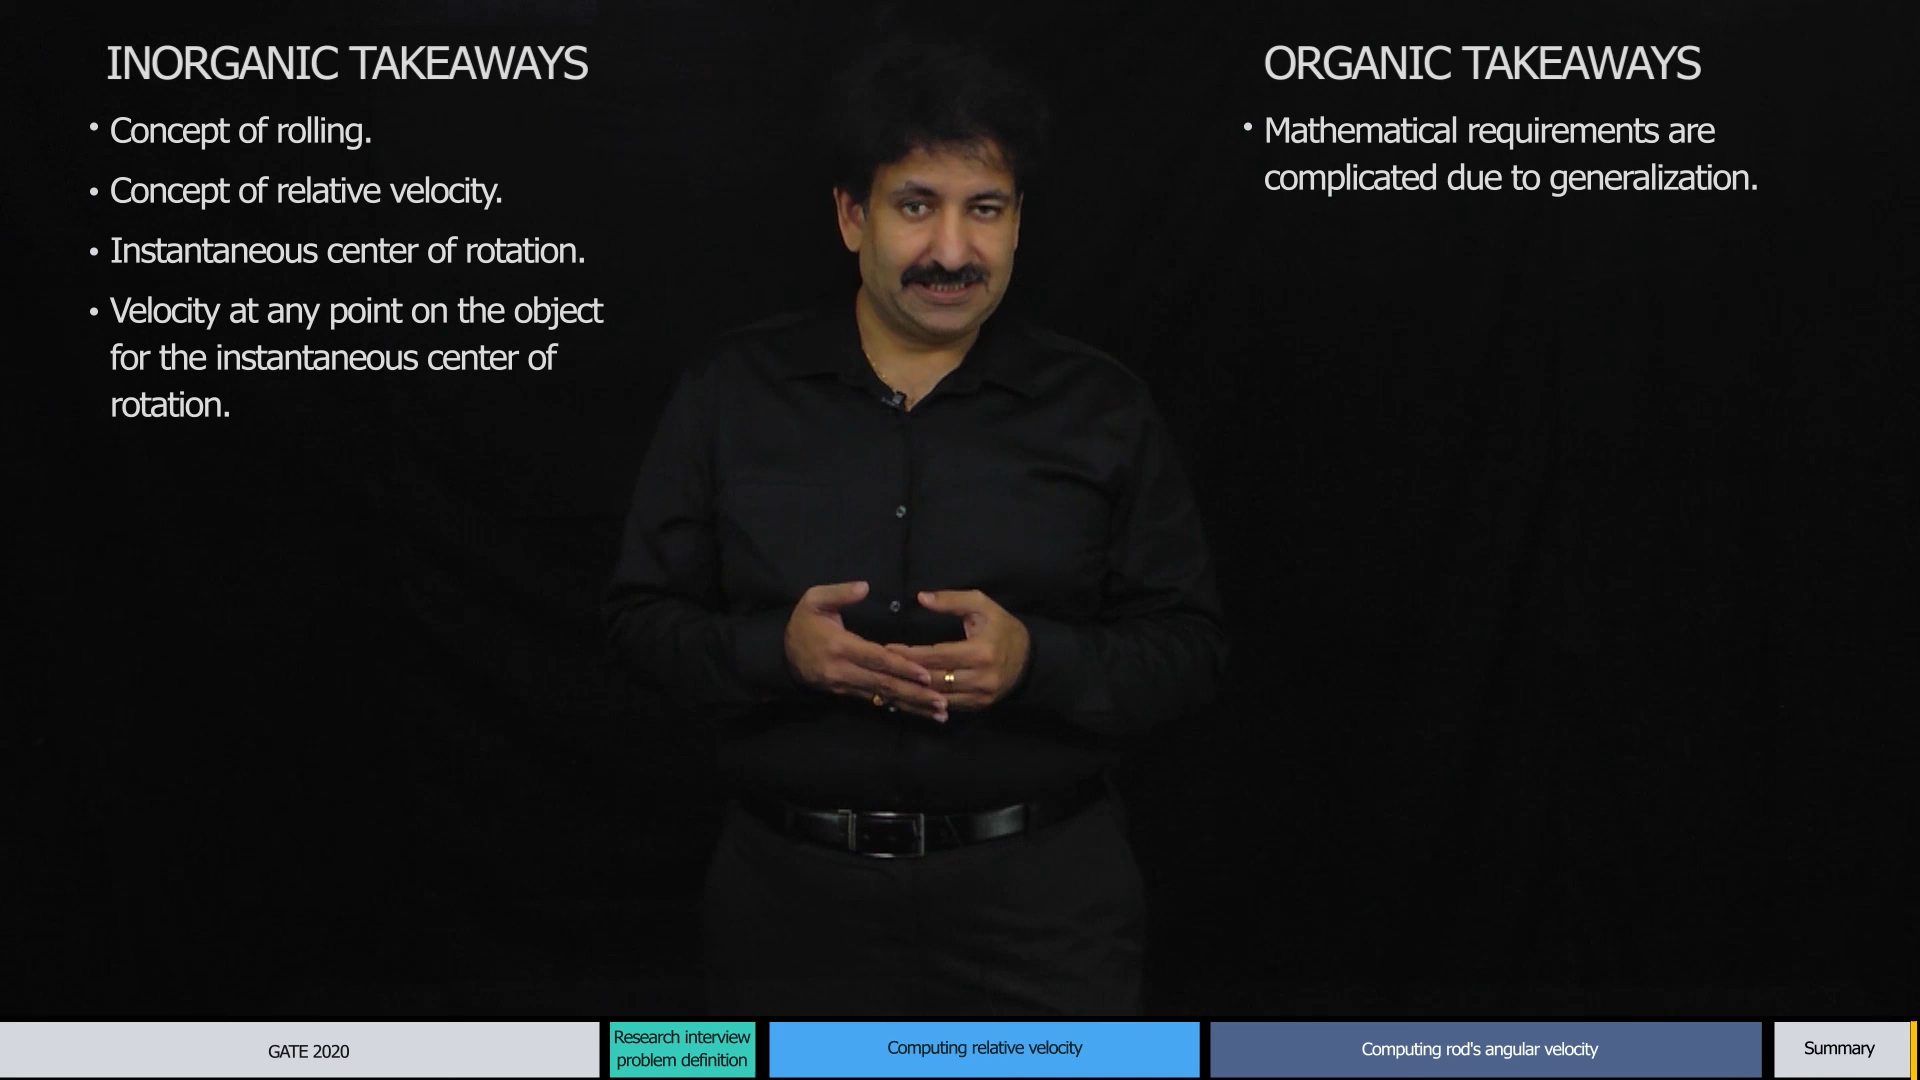 INORGANIC TAKEAWAYS
• Concept of rolling.
• Concept of relative velocity.
• Instantaneous center of rotation.
• Velocity at any point on the object
for the instantaneous center of
rotation.
ORGANIC TAKEAWAYS
• Mathematical requirements are
complicated due to generalization.
GATE 2020
Research interview
problem definition
Computing relative velocity
Computing rod's angular velocity
Summary